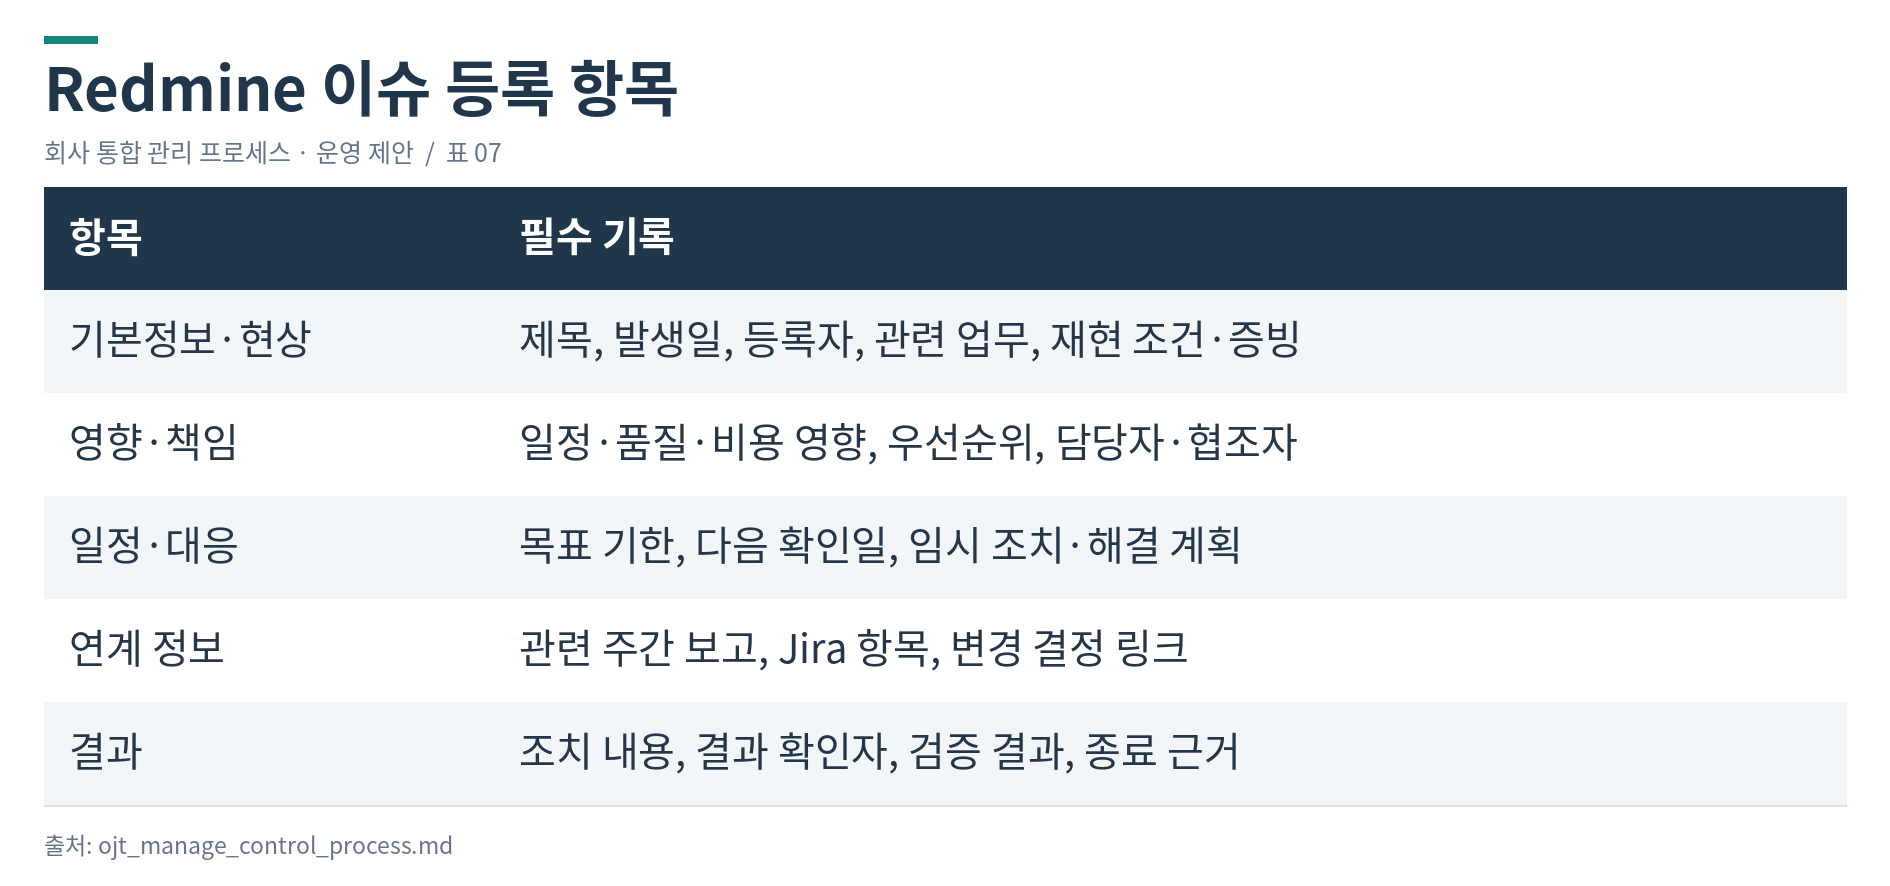 Redmine 이슈 등록 항목
회사 통합 관리 프로세스 · 운영 제안 / 표 07
항목 필수 기록
기본정보·현상 제목, 발생일, 등록자, 관련 업무, 재현 조건·증빙
영향·책임 일정·품질·비용 영향, 우선순위, 담당자·협조자
일정·대응 목표 기한, 다음 확인일, 임시 조치·해결 계획
연계 정보 관련 주간 보고, Jira 항목, 변경 결정 링크
결과 조치 내용, 결과 확인자, 검증 결과, 종료 근거
출처: ojt_manage_control_process.md